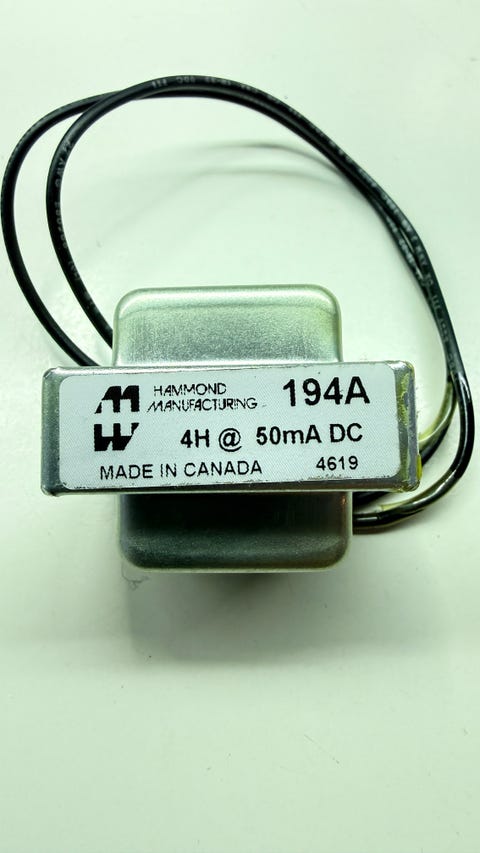 HAMMOND
MANUFACTURING
194A
4H @ 50mA DC
MADE IN CANADA
4619